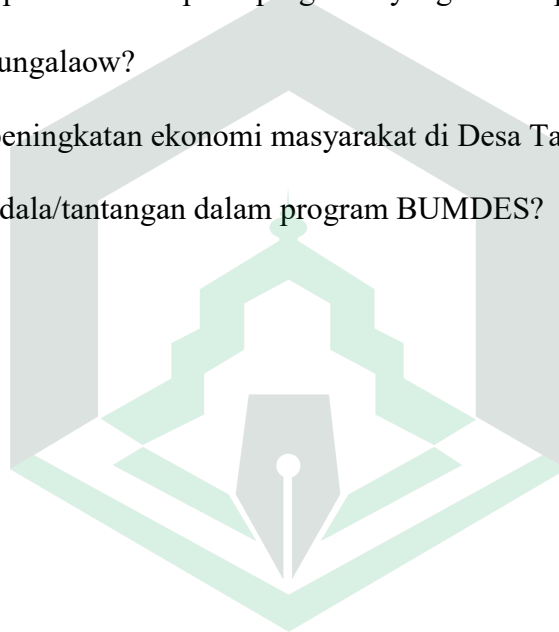 ungalaow?
peningkatan ekonomi masyarakat di Desa Ta
dala/tantangan dalam program BUMDES?